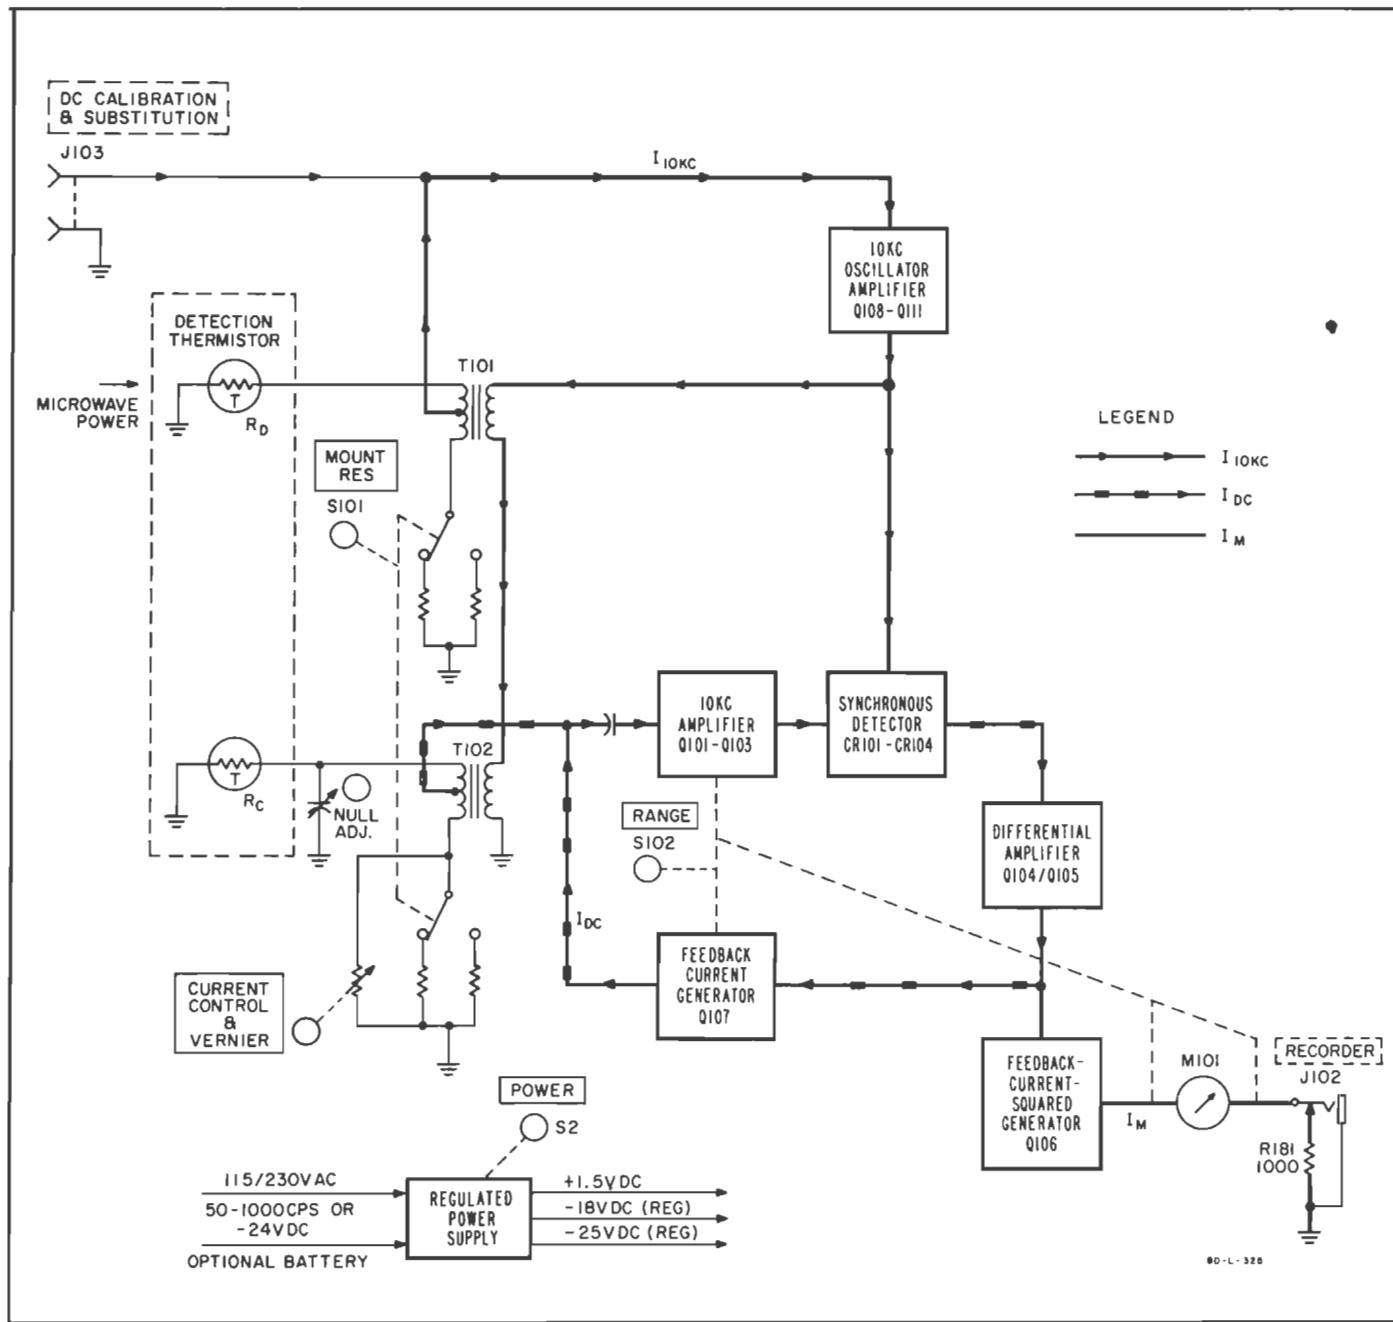 DC CALIBRATION
& SUBSTITUTION
J103
I 10KC
10KC
OSCILLATOR
AMPLIFIER
Q108-Q111
DETECTION
THERMISTOR
T
RD
MICROWAVE
POWER
T101
MOUNT
RES
S101
LEGEND
I 10KC
I DC
I M
10KC
AMPLIFIER
Q101-Q103
SYNCHRONOUS
DETECTOR
CR101-CR104
T102
T
RC
NULL
ADJ.
RANGE
S102
DIFFERENTIAL
AMPLIFIER
Q104/Q105
IDC
FEEDBACK
CURRENT
GENERATOR
Q107
CURRENT
CONTROL
&
VERNIER
FEEDBACK-
CURRENT-
SQUARED
GENERATOR
Q106
IM
M101
RECORDER
J102
R181
1000
POWER
S2
115/230VAC
50-1000CPS OR
-24VDC
OPTIONAL BATTERY
REGULATED
POWER
SUPPLY
+1.5VDC
-18VDC (REG)
-25VDC (REG)